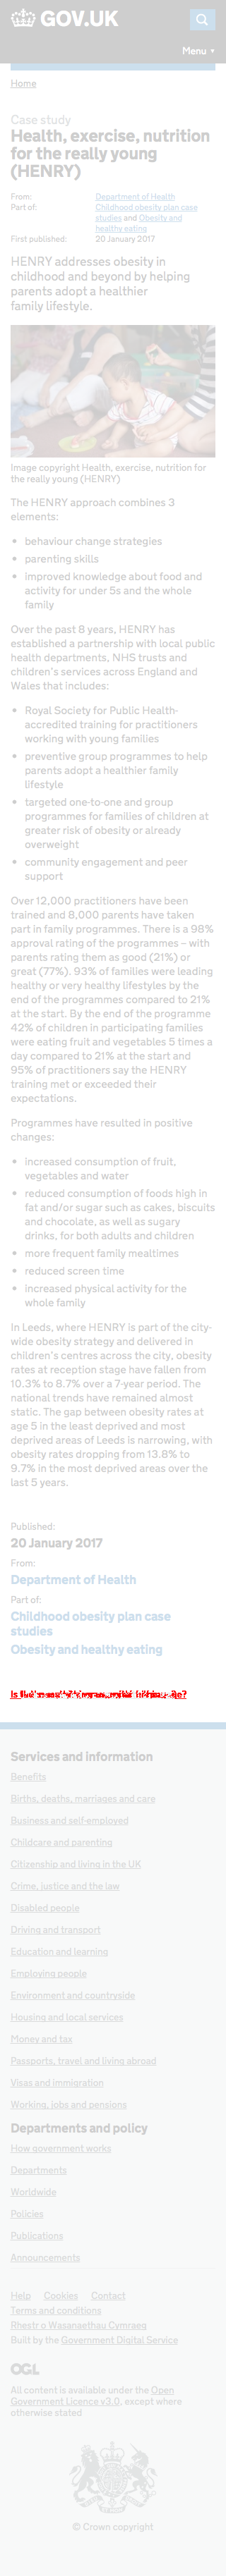 GOV.UK
Menu
Home
Case study
Health, exercise, nutrition
for the really young
(HENRY)
From: Department of Health
Part of: Childhood obesity plan case
studies and Obesity and
healthy eating
First published: 20 January 2017
HENRY addresses obesity in
childhood and beyond by helping
parents adopt a healthier
family lifestyle.
Image copyright Health, exercise, nutrition for
the really young (HENRY)
The HENRY approach combines 3
elements:
• behaviour change strategies
• parenting skills
• improved knowledge about food and
activity for under 5s and the whole
family
Over the past 8 years, HENRY has
established a partnership with local public
health departments, NHS trusts and
children's services across England and
Wales that includes:
• Royal Society for Public Health-
accredited training for practitioners
working with young families
• preventive group programmes to help
parents adopt a healthier family
lifestyle
• targeted one-to-one and group
programmes for families of children at
greater risk of obesity or already
overweight
• community engagement and peer
support
Over 12,000 practitioners have been
trained and 8,000 parents have taken
part in family programmes. There is a 98%
approval rating of the programmes – with
parents rating them as good (21%) or
great (77%). 93% of families were leading
healthy or very healthy lifestyles by the
end of the programmes compared to 21%
at the start. By the end of the programme
42% of children in participating families
were eating fruit and vegetables 5 times a
day compared to 21% at the start and
95% of practitioners say the HENRY
training met or exceeded their
expectations.
Programmes have resulted in positive
changes:
• increased consumption of fruit,
vegetables and water
• reduced consumption of foods high in
fat and/or sugar such as cakes, biscuits
and chocolate, as well as sugary
drinks, for both adults and children
• more frequent family mealtimes
• reduced screen time
• increased physical activity for the
whole family
In Leeds, where HENRY is part of the city-
wide obesity strategy and delivered in
children's centres across the city, obesity
rates at reception stage have fallen from
10.3% to 8.7% over a 7-year period. The
national trends have remained almost
static. The gap between obesity rates at
age 5 in the least deprived and most
deprived areas of Leeds is narrowing, with
obesity rates dropping from 13.8% to
9.7% in the most deprived areas over the
last 5 years.
Published:
20 January 2017
From:
Department of Health
Part of:
Childhood obesity plan case
studies
Obesity and healthy eating
Services and information
Benefits
Births, deaths, marriages and care
Business and self-employed
Childcare and parenting
Citizenship and living in the UK
Crime, justice and the law
Disabled people
Driving and transport
Education and learning
Employing people
Environment and countryside
Housing and local services
Money and tax
Passports, travel and living abroad
Visas and immigration
Working, jobs and pensions
Departments and policy
How government works
Departments
Worldwide
Policies
Publications
Announcements
Help Cookies Contact
Terms and conditions
Rhestr o Wasanaethau Cymraeg
Built by the Government Digital Service
OGL
All content is available under the Open
Government Licence v3.0, except where
otherwise stated
© Crown copyright